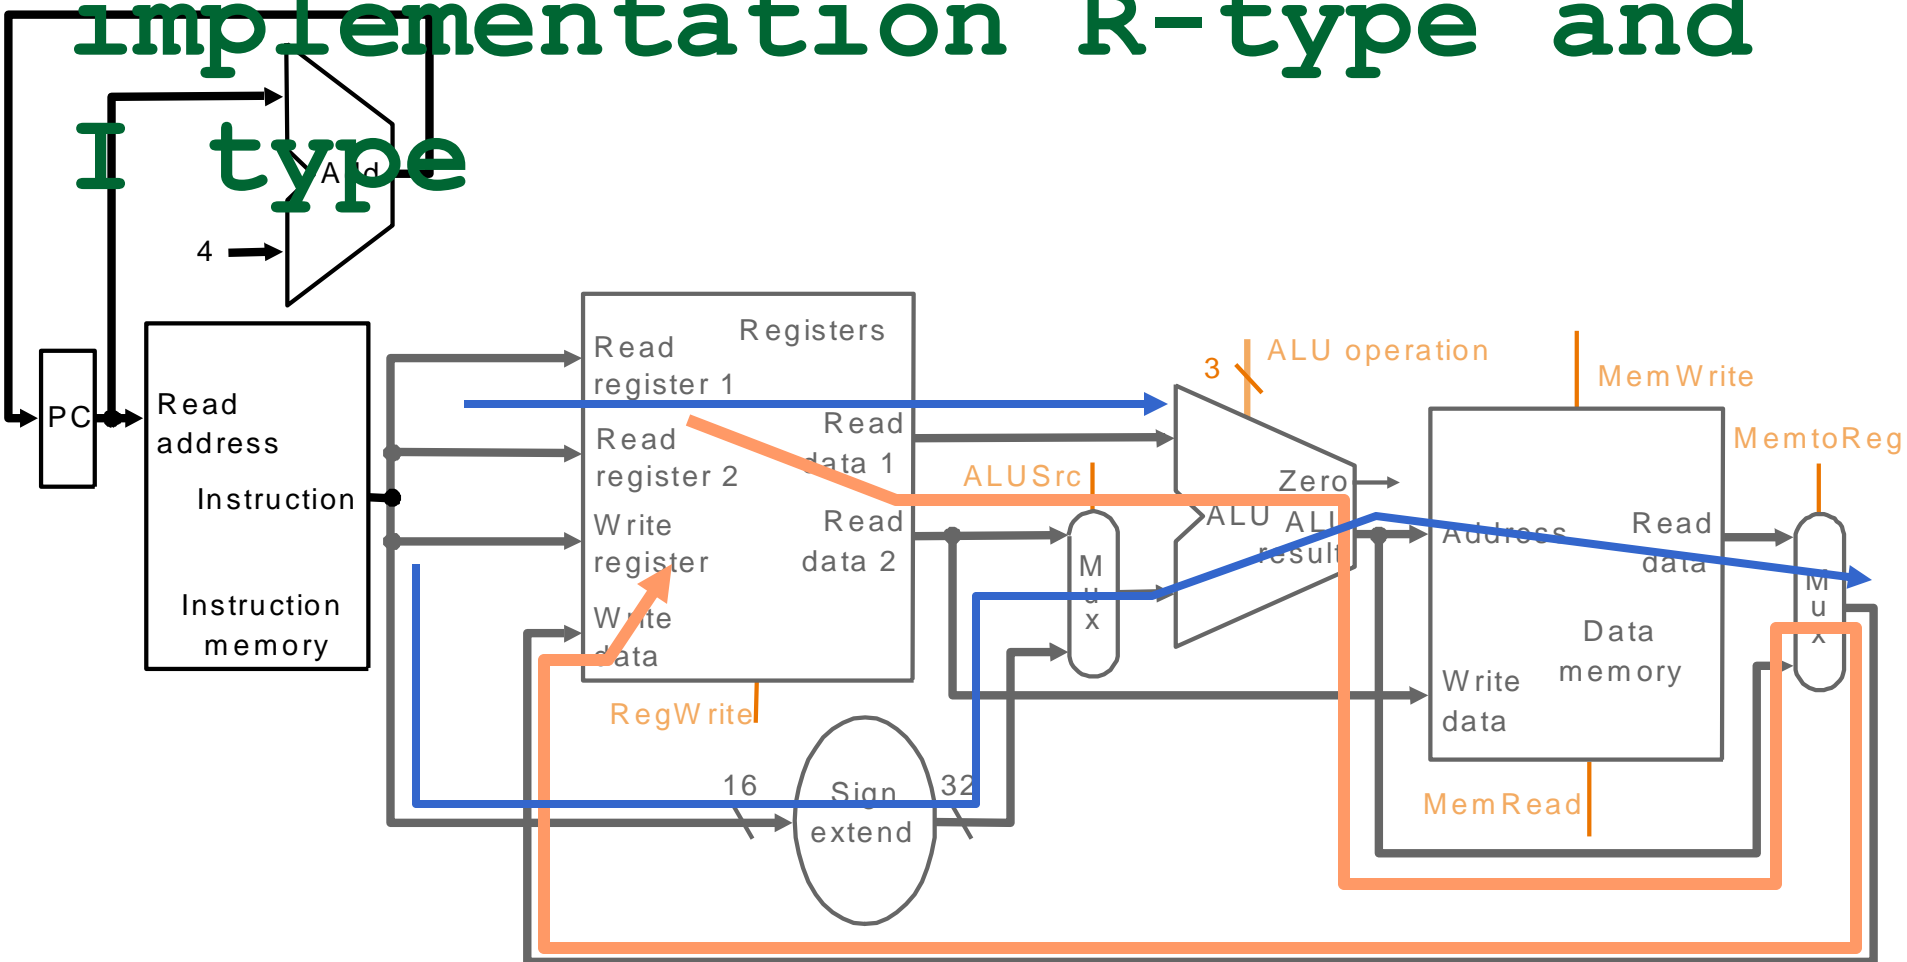 implementation R-type and
I type
Add
4
Registers
Read
register 1
Read
register 2
Write
register
Write
data
Read
data 1
Read
data 2
PC
Read
address
Instruction
Instruction
memory
RegWrite
16
Sign
extend
32
ALUSrc
M
u
x
3
ALU operation
Zero
ALU
ALU
result
MemWrite
Address
Read
data
Data
memory
Write
data
MemRead
MemtoReg
M
u
x